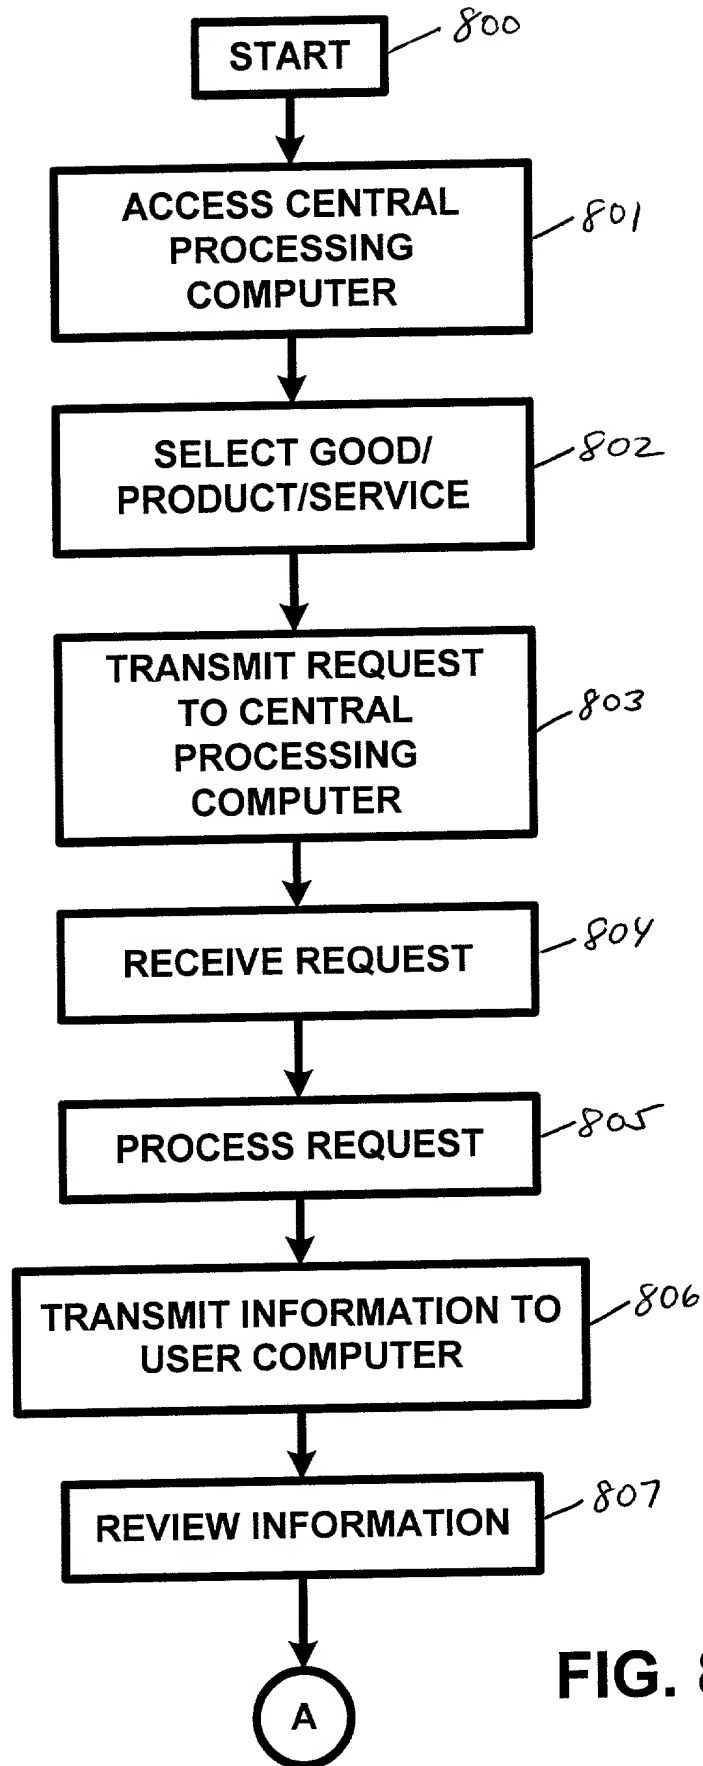 START
800
ACCESS CENTRAL
PROCESSING
COMPUTER
801
SELECT GOOD/
PRODUCT/SERVICE
802
TRANSMIT REQUEST
TO CENTRAL
PROCESSING
COMPUTER
803
RECEIVE REQUEST
804
PROCESS REQUEST
805
TRANSMIT INFORMATION TO
USER COMPUTER
806
REVIEW INFORMATION
807
A
FIG.